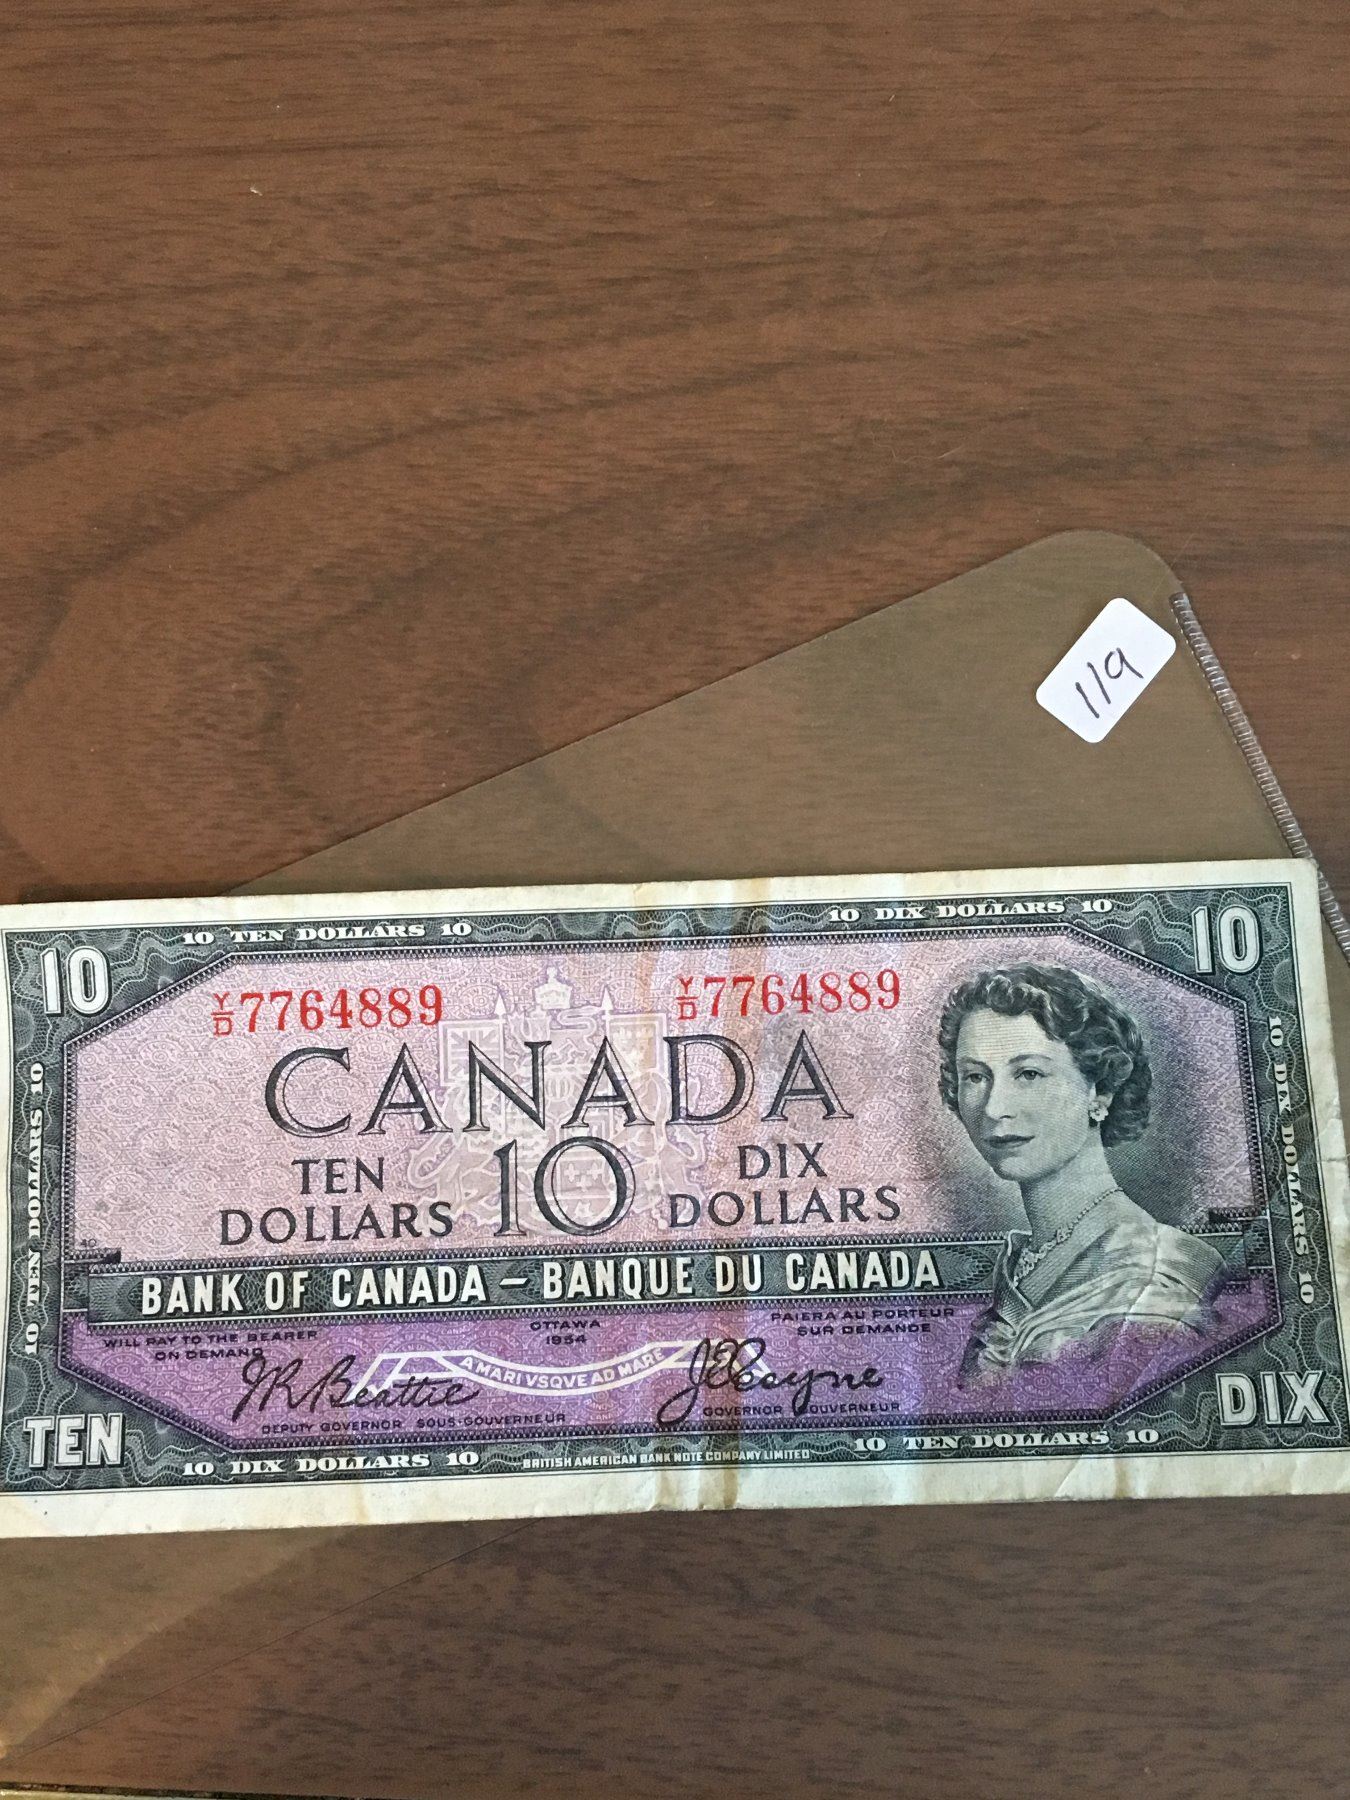 119
10 TEN DOLLARS 10
10 DIX DOLLARS 10
10
10
Y/D 7764889
Y/D 7764889
CANADA
TEN
DOLLARS
10
DIX
DOLLARS
10 TEN DOLLARS 10
10 DIX DOLLARS 10
40
BANK OF CANADA – BANQUE DU CANADA
WILL PAY TO THE BEARER
ON DEMAND
OTTAWA
1954
PAIERA AU PORTEUR
SUR DEMANDE
A MARI VSQVE AD MARE
JRBeattie
JECoyne
DEPUTY GOVERNOR SOUS-GOUVERNEUR
GOVERNOR GOUVERNEUR
TEN
DIX
10 DIX DOLLARS 10
BRITISH AMERICAN BANK NOTE COMPANY LIMITED
10 TEN DOLLARS 10